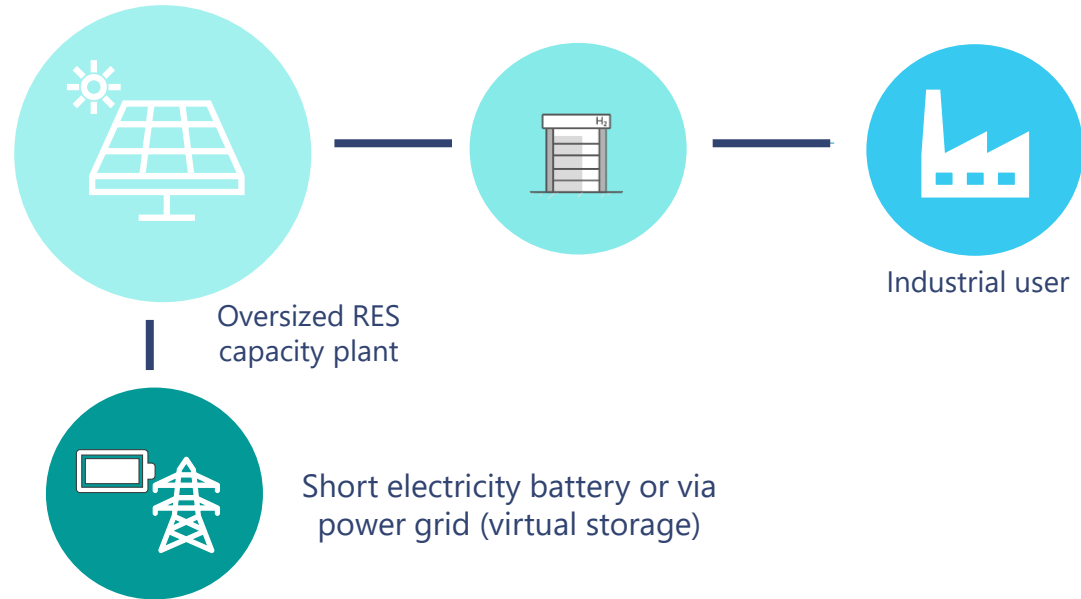 H₂
Industrial user
Oversized RES
capacity plant
Short electricity battery or via
power grid (virtual storage)